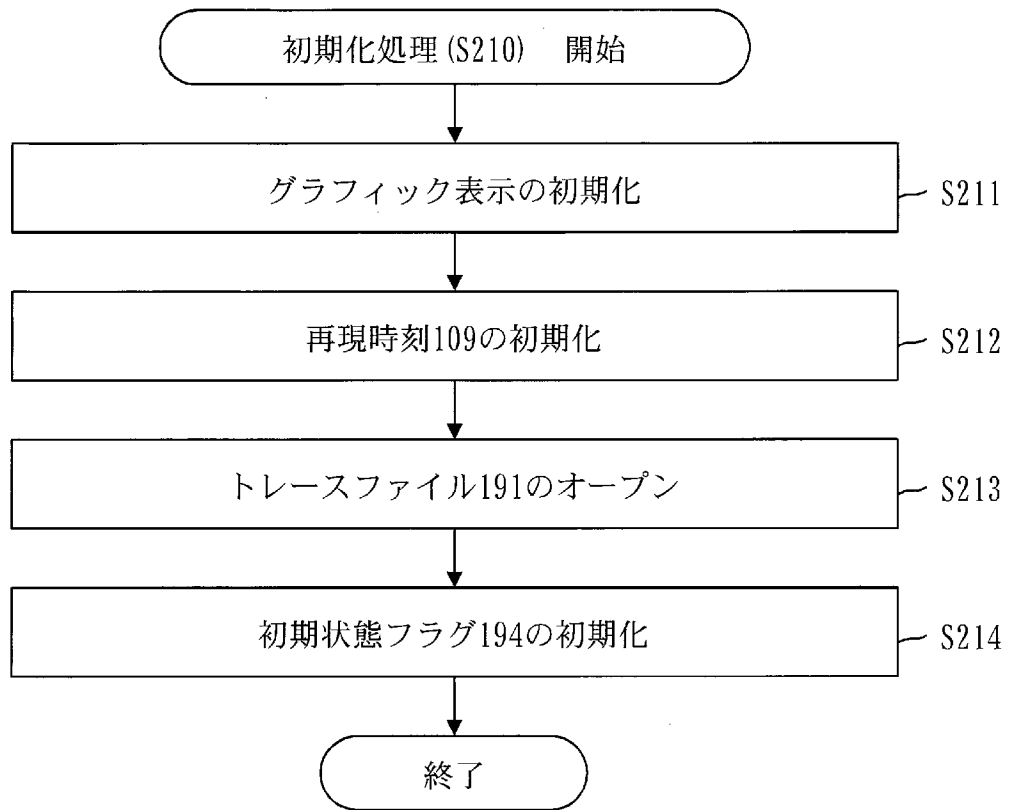 初期化処理(S210)　開始
グラフィック表示の初期化
S211
再現時刻109の初期化
S212
トレースファイル191のオープン
S213
初期状態フラグ194の初期化
S214
終了